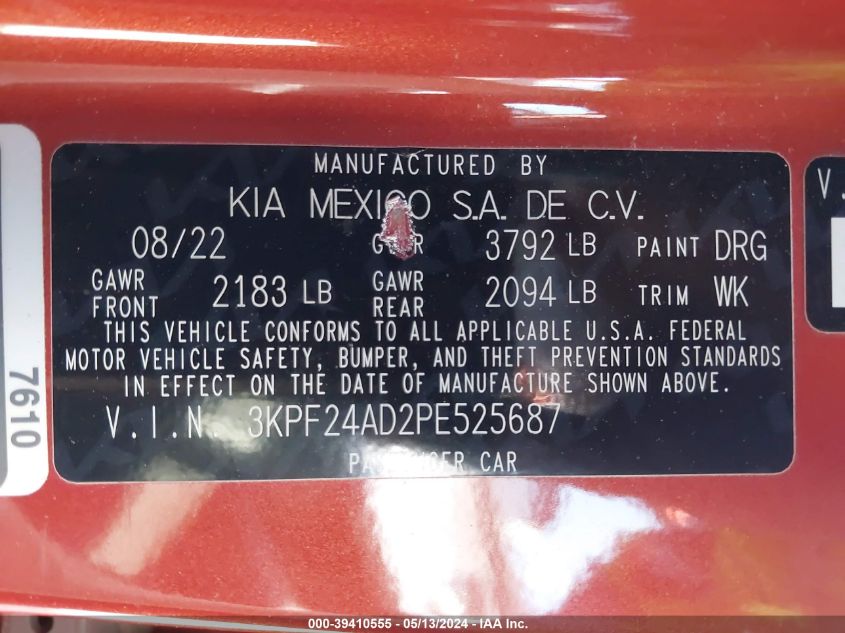 MANUFACTURED BY
KIA MEXICO S.A. DE C.V.
08/22 3792 LB PAINT DRG
GAWR FRONT 2183 LB GAWR REAR 2094 LB TRIM WK
THIS VEHICLE CONFORMS TO ALL APPLICABLE U.S.A. FEDERAL
MOTOR VEHICLE SAFETY, BUMPER, AND THEFT PREVENTION STANDARDS
IN EFFECT ON THE DATE OF MANUFACTURE SHOWN ABOVE.
V.I.N. 3KPF24AD2PE525687
CAR
7610
V.
000-39410555 - 05/13/2024 - IAA Inc.